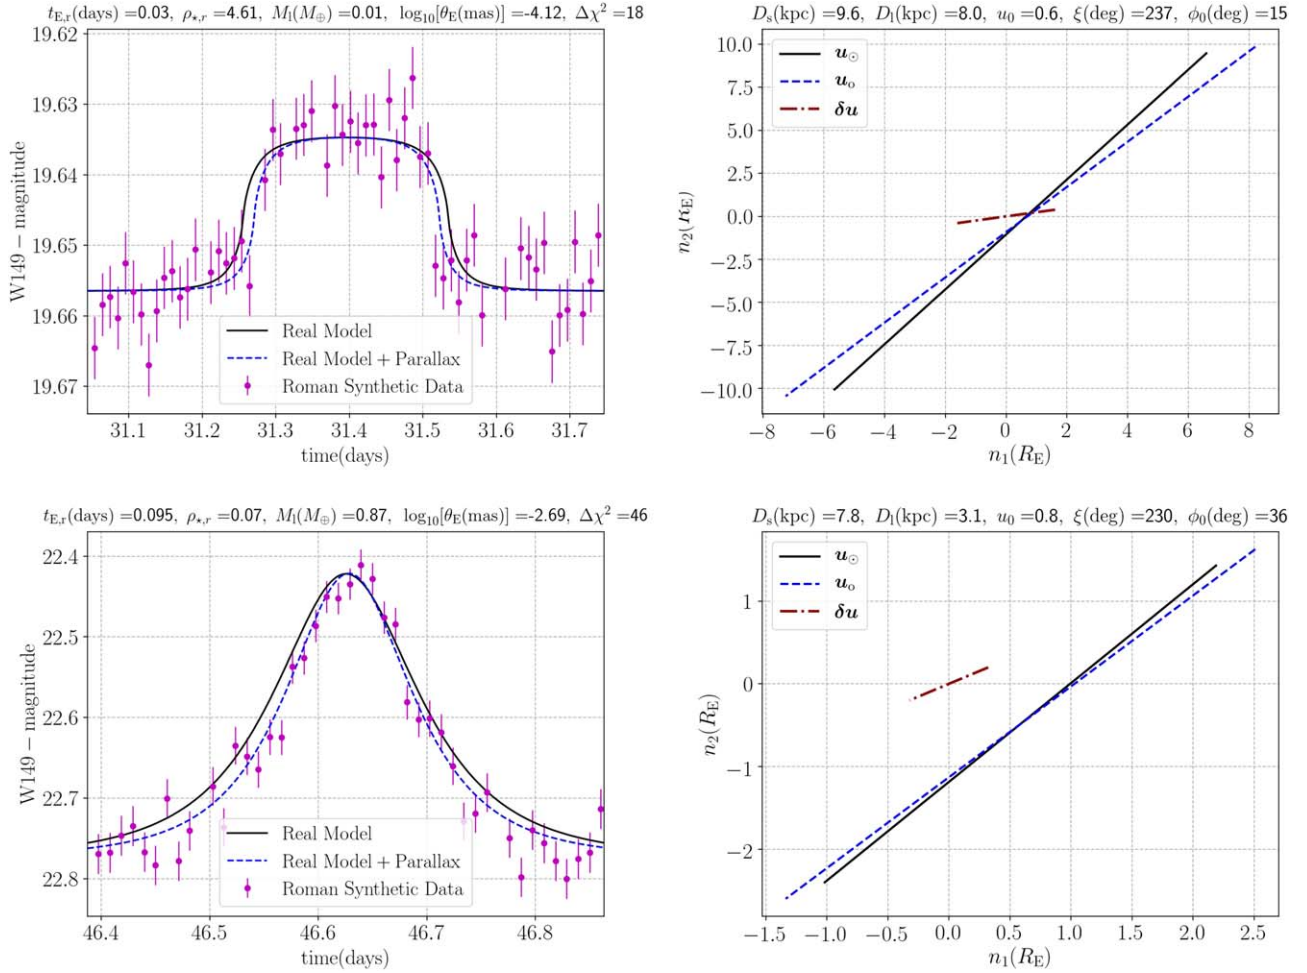 t_E,r(days) =0.03, ρ_⋆,r =4.61, M_l(M_⊕) =0.01, log_10[θ_E(mas)] =-4.12, Δχ² =18
19.62
19.63
19.64
19.65
19.66
19.67
W149 − magnitude
Real Model
Real Model + Parallax
Roman Synthetic Data
31.1 31.2 31.3 31.4 31.5 31.6 31.7
time(days)
D_s(kpc) =9.6, D_l(kpc) =8.0, u_0 =0.6, ξ(deg) =237, ϕ_0(deg) =15
10.0
7.5
5.0
2.5
0.0
−2.5
−5.0
−7.5
−10.0
n_2(R_E)
u_⊙
u_o
δu
−8 −6 −4 −2 0 2 4 6 8
n_1(R_E)
t_E,r(days) =0.095, ρ_⋆,r =0.07, M_l(M_⊕) =0.87, log_10[θ_E(mas)] =-2.69, Δχ² =46
22.4
22.5
22.6
22.7
22.8
W149 − magnitude
Real Model
Real Model + Parallax
Roman Synthetic Data
46.4 46.5 46.6 46.7 46.8
time(days)
D_s(kpc) =7.8, D_l(kpc) =3.1, u_0 =0.8, ξ(deg) =230, ϕ_0(deg) =36
1
0
−1
−2
n_2(R_E)
u_⊙
u_o
δu
−1.5 −1.0 −0.5 0.0 0.5 1.0 1.5 2.0 2.5
n_1(R_E)